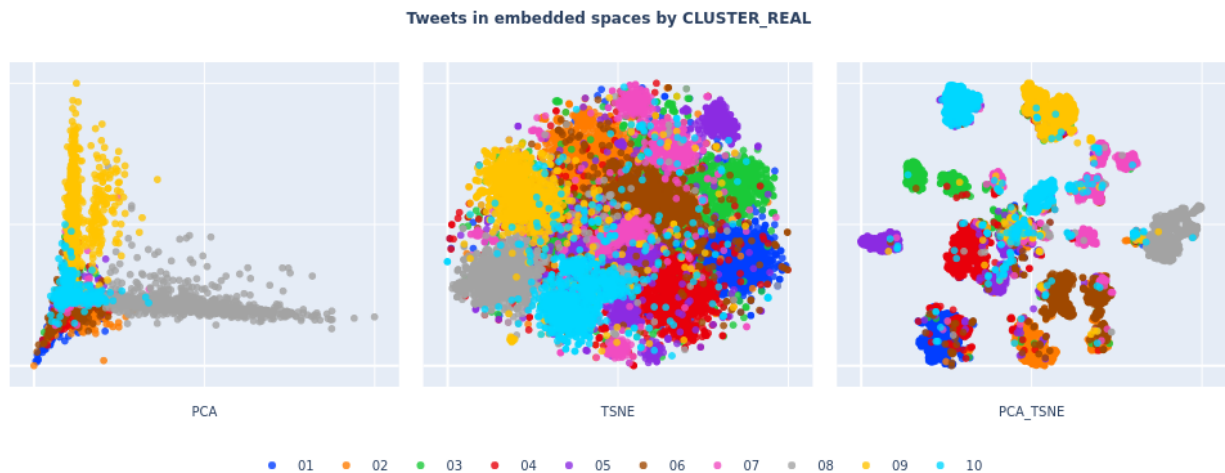 Tweets in embedded spaces by CLUSTER_REAL
PCA
TSNE
PCA_TSNE
01 02 03 04 05 06 07 08 09 10